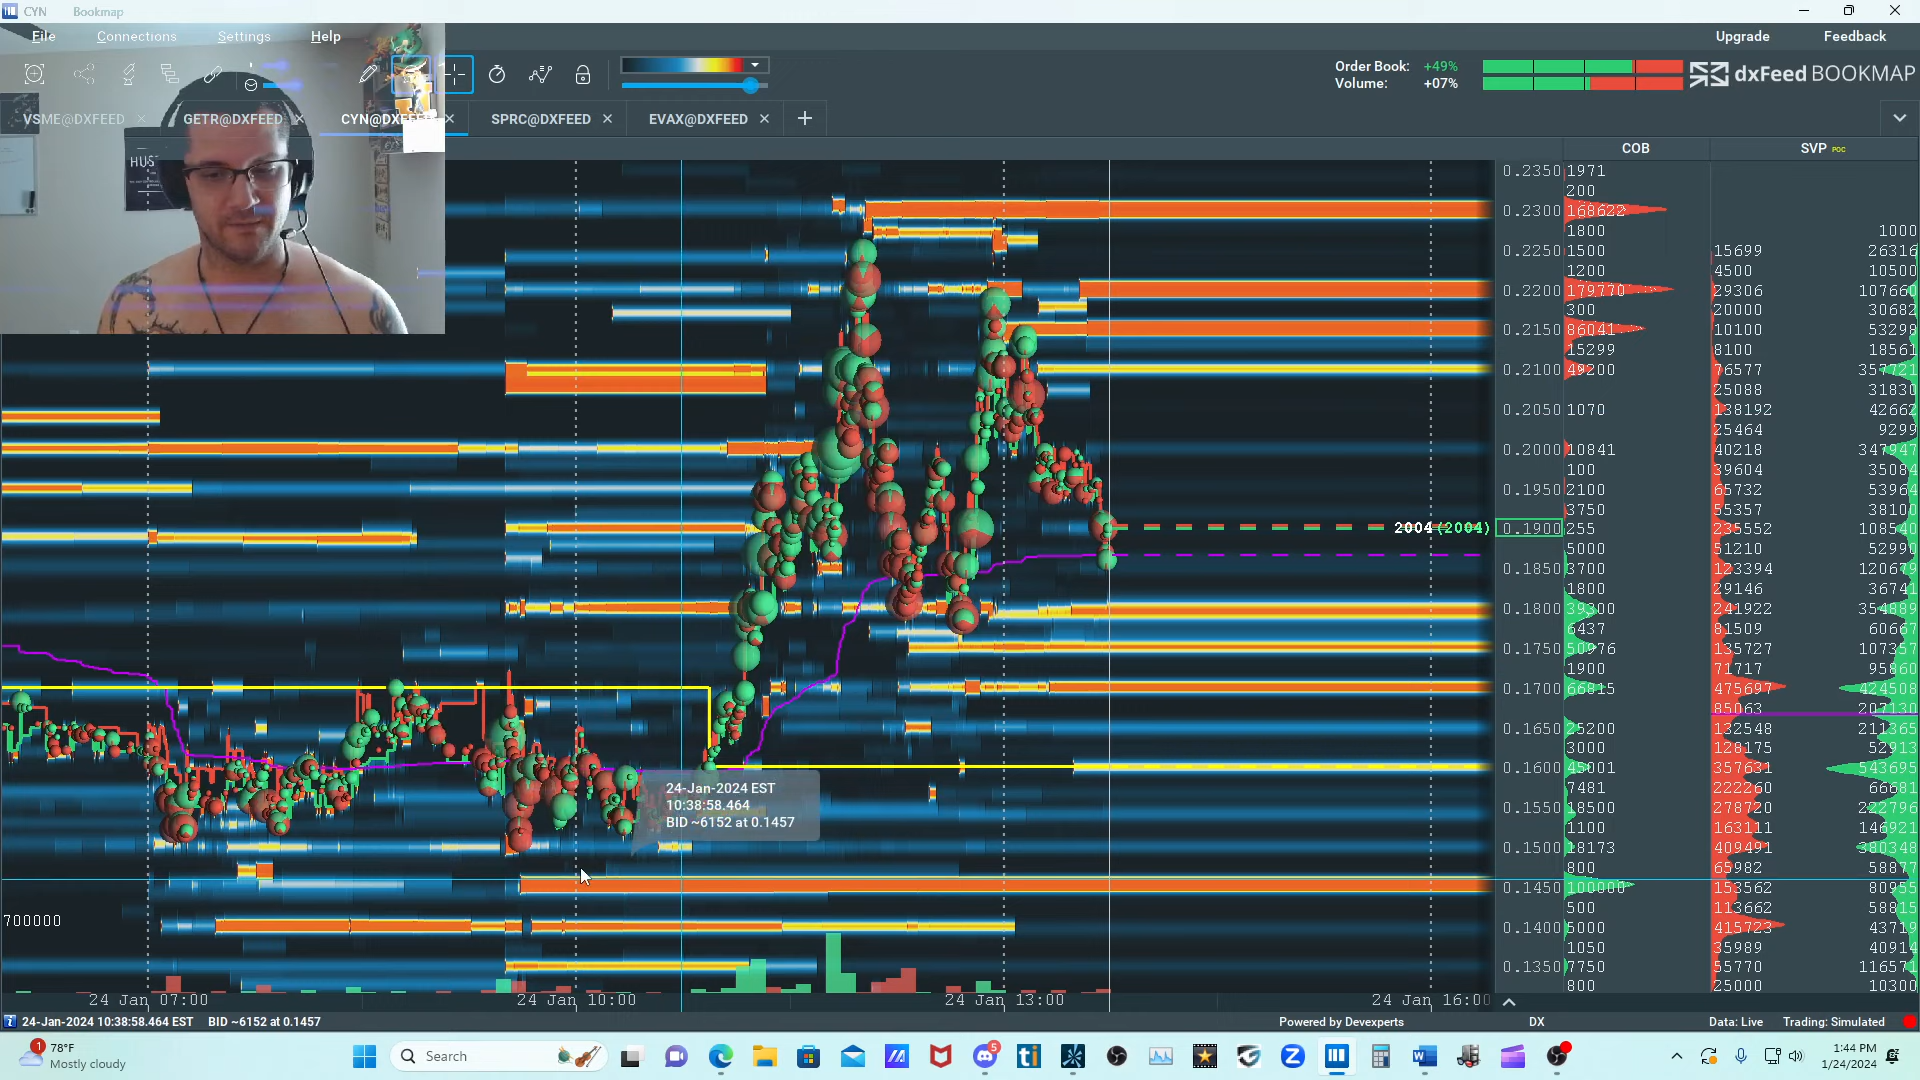 CYN Bookmap
File Connections Settings Help Upgrade Feedback
Order Book: +49%
Volume: +07%
dxFeed BOOKMAP
VSME@DXFEED GETR@DXFEED CYN@DXFEED SPRC@DXFEED EVAX@DXFEED
HUS
COB SVP POC
0.2350 1971
200
0.2300 168622
1800 1000
0.2250 1500 15699 26316
1200 4500 10500
0.2200 179770 29306 107660
300 20000 30682
0.2150 86041 10100 53298
15299 8100 18561
0.2100 49200 76577 357721
25088 31830
0.2050 1070 138192 42662
25464 9299
0.2000 10841 40218 347947
100 39604 35084
0.1950 2100 65732 53964
3750 55357 38100
2004 (2004) 0.1900 255 235552 108540
5000 51210 52990
0.1850 3700 123394 120679
1800 29146 36741
0.1800 39300 241922 354889
6437 81509 60667
0.1750 50976 135727 107357
1900 71717 95860
0.1700 66815 475697 424508
85063 207130
0.1650 25200 132548 211365
3000 128175 52913
0.1600 45001 357631 543695
7481 222260 66681
0.1550 18500 278720 222796
1100 163111 146921
0.1500 18173 409491 380348
800 65982 58877
0.1450 100000 153562 80955
500 113662 58815
0.1400 5000 415723 43719
1050 35989 40914
0.1350 7750 55770 116571
800 25000 10300
24-Jan-2024 EST
10:38:58.464
BID ~6152 at 0.1457
700000
24 Jan 07:00 24 Jan 10:00 24 Jan 13:00 24 Jan 16:00
24-Jan-2024 10:38:58.464 EST BID ~6152 at 0.1457 Powered by Devexperts DX Data: Live Trading: Simulated
1 78°F
Mostly cloudy
Search
5
1:44 PM
1/24/2024